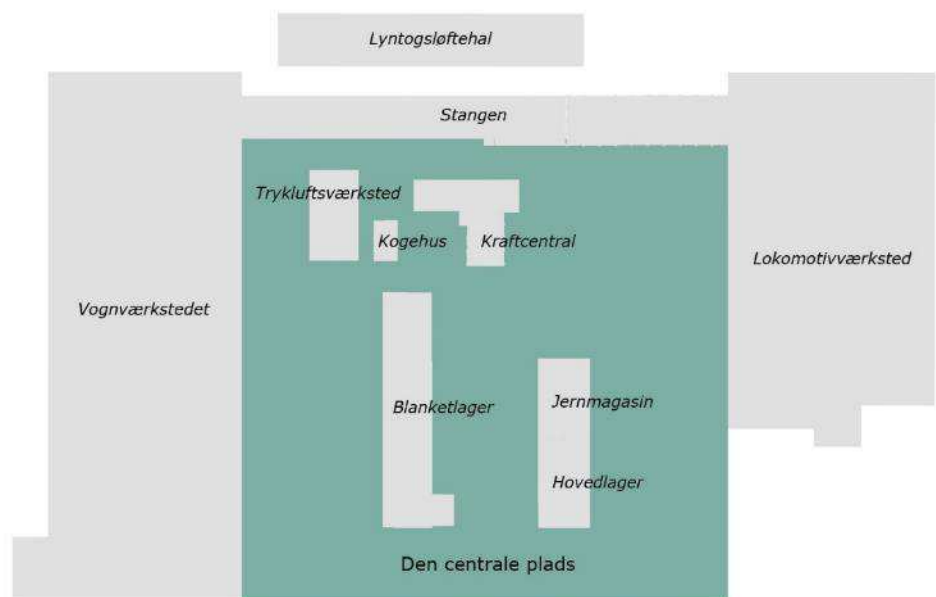 Lyntogsløftehal
Stangen
Trykluftsværksted
Kogehus
Kraftcentral
Lokomotivværksted
Vognværkstedet
Blanketlager
Jernmagasin
Hovedlager
Den centrale plads